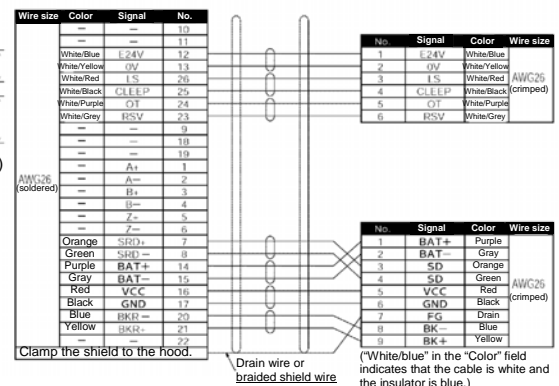 Wire size Color Signal No.
— — 10
— — 11
White/Blue E24V 12
White/Yellow 0V 13
White/Red LS 26
White/Black CLEEP 25
White/Purple OT 24
White/Grey RSV 23
— — 9
— — 18
— — 19
— A+ 1
— A− 2
AWG26
(soldered)
— B+ 3
— B− 4
— Z+ 5
— Z− 6
Orange SRD+ 7
Green SRD− 8
Purple BAT+ 14
Gray BAT− 15
Red VCC 16
Black GND 17
Blue BKR− 20
Yellow BKR+ 21
— — 22
Clamp the shield to the hood.
No. Signal Color Wire size
1 E24V White/Blue
2 0V White/Yellow
3 LS White/Red
4 CLEEP White/Black
5 OT White/Purple
6 RSV White/Grey
AWG26
(crimped)
No. Signal Color Wire size
1 BAT+ Purple
2 BAT− Gray
3 SD Orange
4 SD Green
5 VCC Red
6 GND Black
7 FG Drain
8 BK− Blue
9 BK+ Yellow
AWG26
(crimped)
Drain wire or
braided shield wire
("White/blue" in the "Color" field
indicates that the cable is white and
the insulator is blue.)